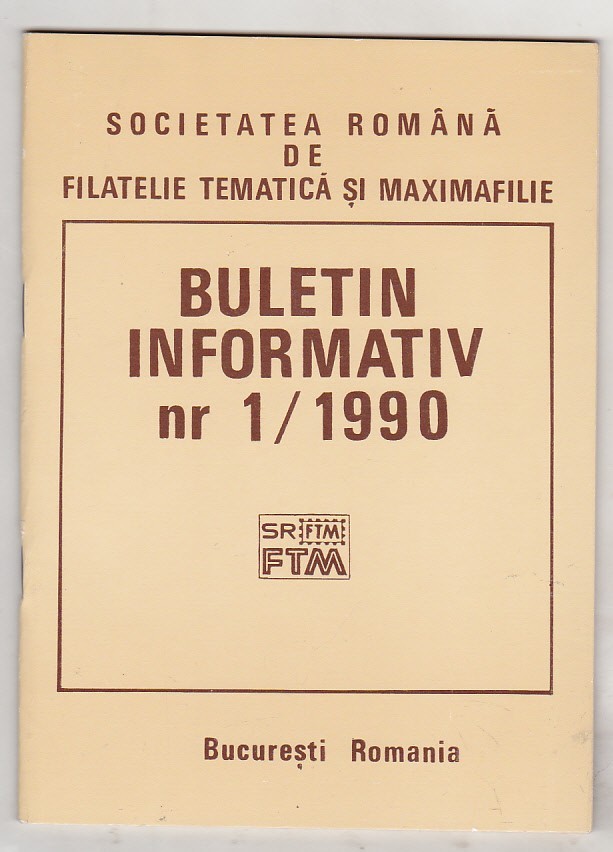 SOCIETATEA ROMÂNĂ
DE
FILATELIE TEMATICĂ ȘI MAXIMAFILIE
BULETIN
INFORMATIV
nr 1/1990
SR FTM
FTM
București Romania